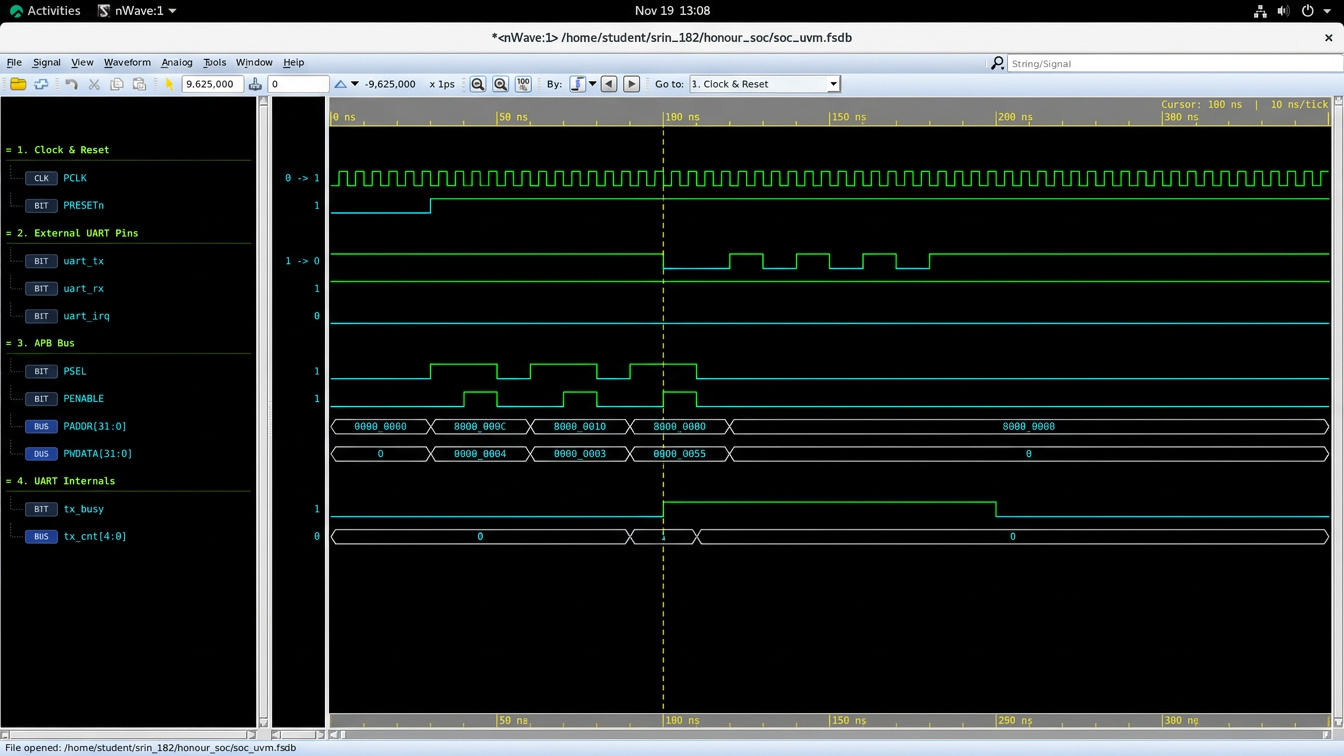 Activities nWave:1 Nov 19 13:08
*<nWave:1> /home/student/srin_182/honour_soc/soc_uvm.fsdb ×
File Signal View Waveform Analog Tools Window Help String/Signal
9.625,000 0 -9,625,000 x 1ps 100 By: Go to: 1. Clock & Reset
Cursor: 100 ns | 10 ns/tick
0 ns 50 ns 100 ns 150 ns 200 ns 300 ns
= 1. Clock & Reset
CLK PCLK 0 -> 1
BIT PRESETn 1
= 2. External UART Pins
BIT uart_tx 1 -> 0
BIT uart_rx 1
BIT uart_irq 0
= 3. APB Bus
BIT PSEL 1
BIT PENABLE 1
BUS PADDR[31:0] 0000_0000 8000_009C 8000_0010 8000_0080 8000_0008
DUS PWDATA[31:0] 0 0000_0004 0000_0003 0000_0055 0
= 4. UART Internals
BIT tx_busy 1
BUS tx_cnt[4:0] 0 0 1 0
50 ns 100 ns 150 ns 250 ns 300 ns
File opened: /home/student/srin_182/honour_soc/soc_uvm.fsdb